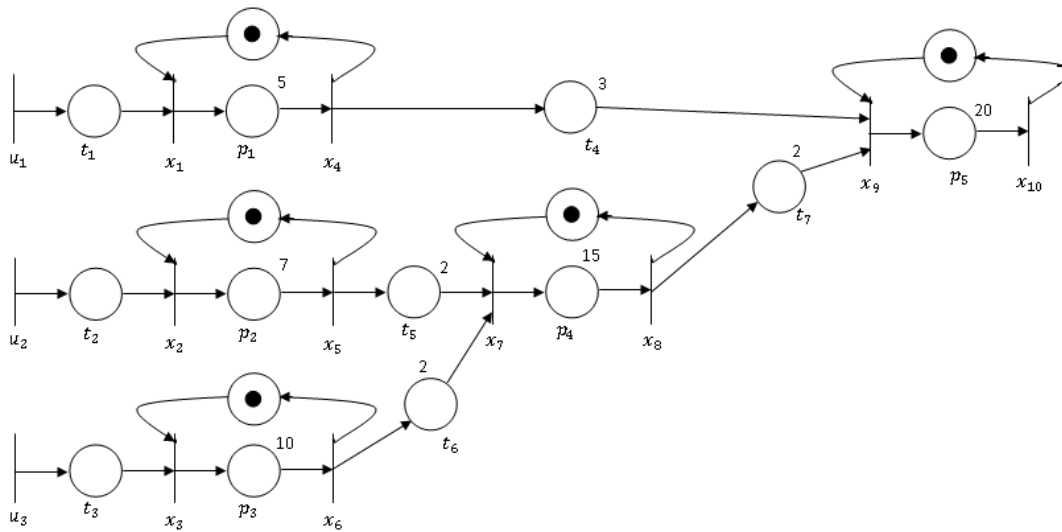 5
3
20
t₁
u₁
x₁
p₁
x₄
t₄
x₉
p₅
x₁₀
2
t₇
7
2
15
t₂
u₂
x₂
p₂
x₅
t₅
x₇
p₄
x₈
2
t₆
10
t₃
u₃
x₃
p₃
x₆